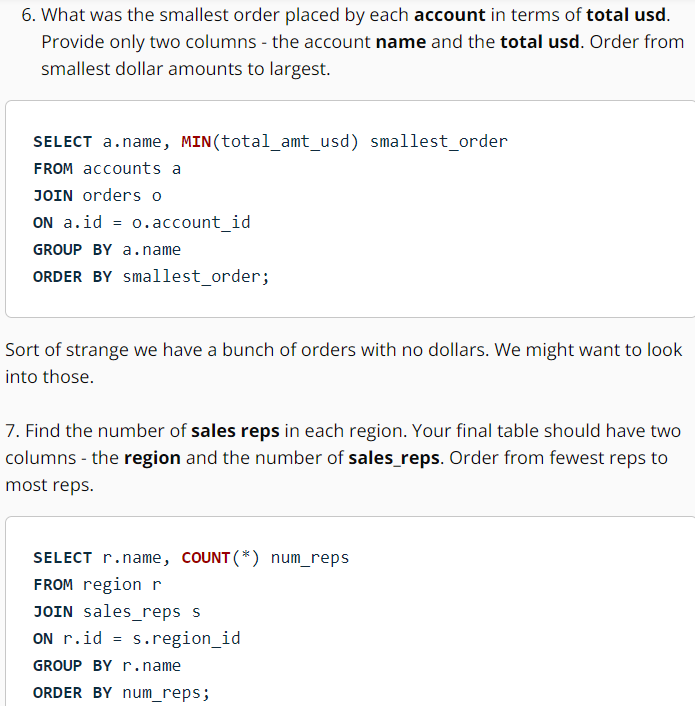 6. What was the smallest order placed by each account in terms of total usd.
Provide only two columns - the account name and the total usd. Order from
smallest dollar amounts to largest.
SELECT a.name, MIN(total_amt_usd) smallest_order
FROM accounts a
JOIN orders o
ON a.id = o.account_id
GROUP BY a.name
ORDER BY smallest_order;
Sort of strange we have a bunch of orders with no dollars. We might want to look
into those.
7. Find the number of sales reps in each region. Your final table should have two
columns - the region and the number of sales_reps. Order from fewest reps to
most reps.
SELECT r.name, COUNT(*) num_reps
FROM region r
JOIN sales_reps s
ON r.id = s.region_id
GROUP BY r.name
ORDER BY num_reps;